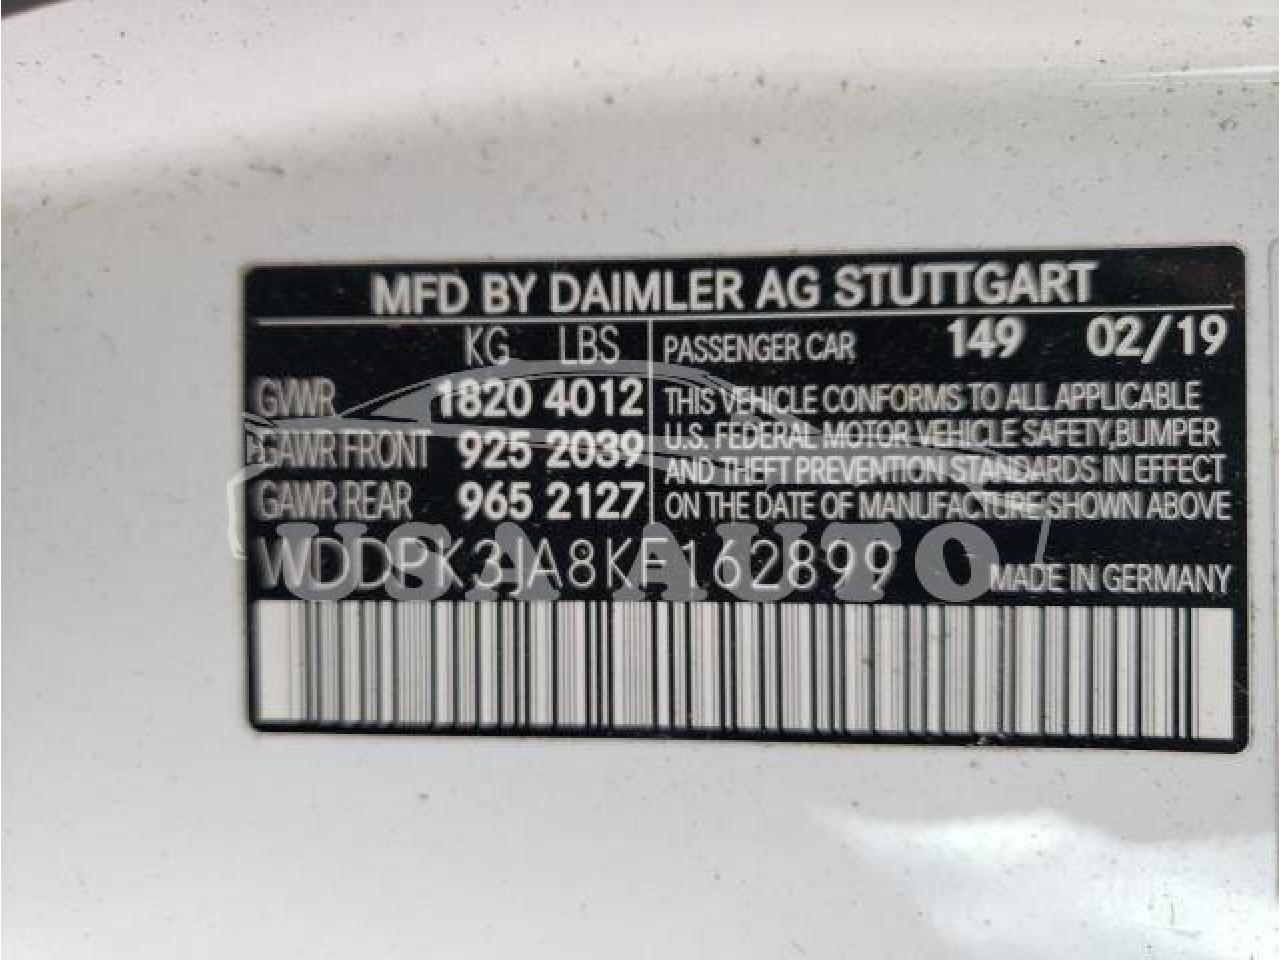 MFD BY DAIMLER AG STUTTGART
KG LBS PASSENGER CAR 149 02/19
GVWR 1820 4012 THIS VEHICLE CONFORMS TO ALL APPLICABLE
GAWR FRONT 925 2039 U.S. FEDERAL MOTOR VEHICLE SAFETY, BUMPER
AND THEFT PREVENTION STANDARDS IN EFFECT
GAWR REAR 965 2127 ON THE DATE OF MANUFACTURE SHOWN ABOVE
USA AUTO
WDDPK3JA8KF162899 MADE IN GERMANY